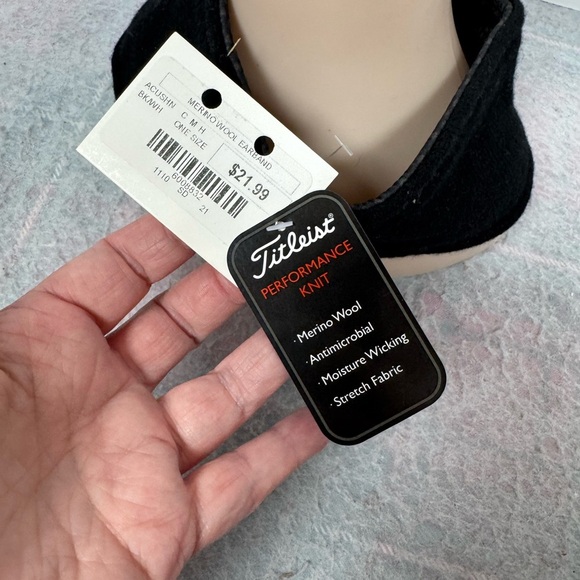 MERINO WOOL EARBAND
ACUSHN C M H
BK/WH ONE SIZE
$21.99
6006632
1110 SD 21
Titleist®
PERFORMANCE
KNIT
· Merino Wool
· Antimicrobial
· Moisture Wicking
· Stretch Fabric